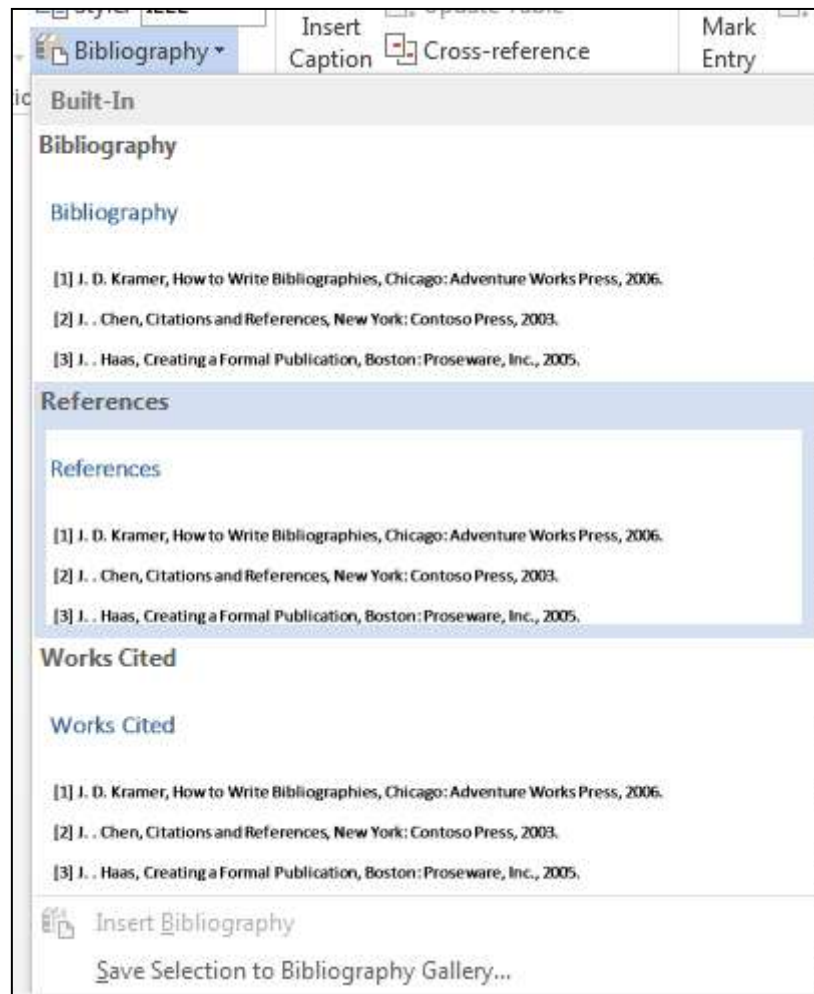 Style: IEEE
Insert
Update Table
Mark
Bibliography
Caption
Cross-reference
Entry
Built-In
Bibliography
Bibliography
[1] J. D. Kramer, How to Write Bibliographies, Chicago: Adventure Works Press, 2006.
[2] J. . Chen, Citations and References, New York: Contoso Press, 2003.
[3] J. . Haas, Creating a Formal Publication, Boston: Proseware, Inc., 2005.
References
References
[1] J. D. Kramer, How to Write Bibliographies, Chicago: Adventure Works Press, 2006.
[2] J. . Chen, Citations and References, New York: Contoso Press, 2003.
[3] J. . Haas, Creating a Formal Publication, Boston: Proseware, Inc., 2005.
Works Cited
Works Cited
[1] J. D. Kramer, How to Write Bibliographies, Chicago: Adventure Works Press, 2006.
[2] J. . Chen, Citations and References, New York: Contoso Press, 2003.
[3] J. . Haas, Creating a Formal Publication, Boston: Proseware, Inc., 2005.
Insert Bibliography
Save Selection to Bibliography Gallery...